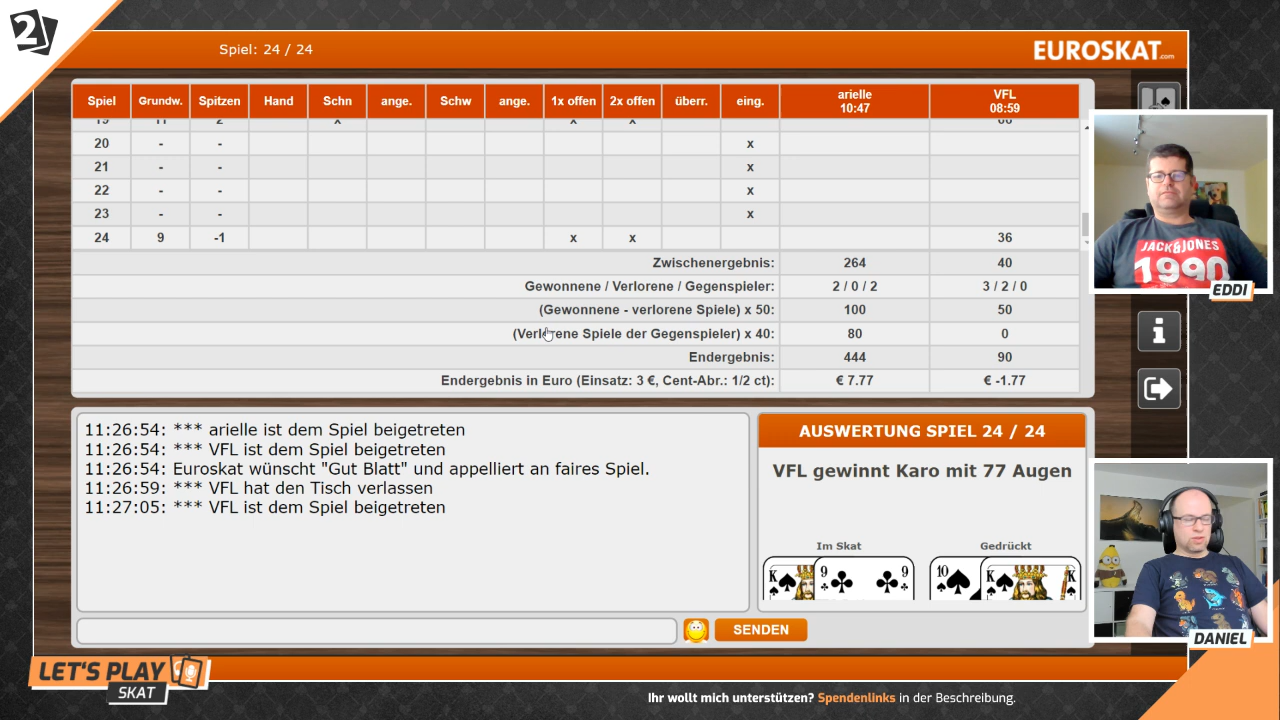 2
Spiel: 24 / 24
EUROSKAT.com
Spiel Grundw. Spitzen Hand Schn ange. Schw ange. 1x offen 2x offen überr. eing. arielle 10:47 VFL 08:59
20 - - x
21 - - x
22 - - x
23 - - x
24 9 -1 x x 36
Zwischenergebnis: 264 40
Gewonnene / Verlorene / Gegenspieler: 2 / 0 / 2 3 / 2 / 0
(Gewonnene - verlorene Spiele) x 50: 100 50
(Verlorene Spiele der Gegenspieler) x 40: 80 0
Endergebnis: 444 90
Endergebnis in Euro (Einsatz: 3 €, Cent-Abr.: 1/2 ct): € 7.77 € -1.77
JACK&JONES
1990
EDDI
11:26:54: *** arielle ist dem Spiel beigetreten
11:26:54: *** VFL ist dem Spiel beigetreten
11:26:54: Euroskat wünscht "Gut Blatt" und appelliert an faires Spiel.
11:26:59: *** VFL hat den Tisch verlassen
11:27:05: *** VFL ist dem Spiel beigetreten
AUSWERTUNG SPIEL 24 / 24
VFL gewinnt Karo mit 77 Augen
Im Skat Gedrückt
K 9 9 10 K K
SENDEN
DANIEL
LET'S PLAY
SKAT
Ihr wollt mich unterstützen? Spendenlinks in der Beschreibung.